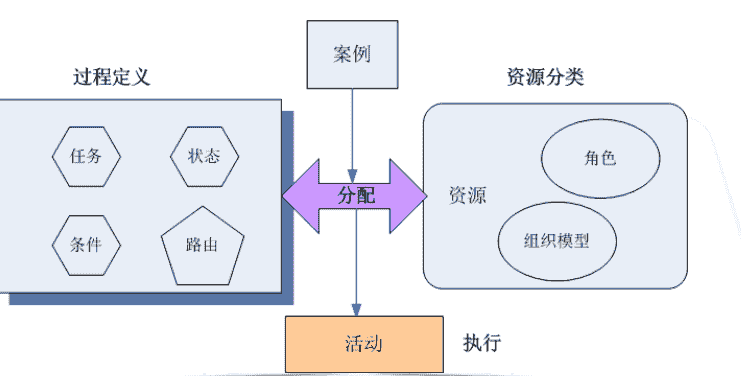 案例
过程定义
资源分类
任务
状态
角色
分配
资源
条件
路由
组织模型
活动
执行